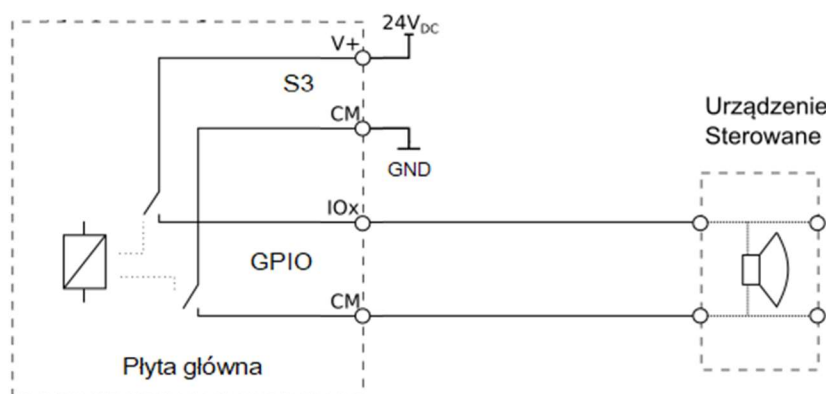 24VDC
V+
S3
CM
GND
Urządzenie
Sterowane
IOx
GPIO
CM
Płyta główna